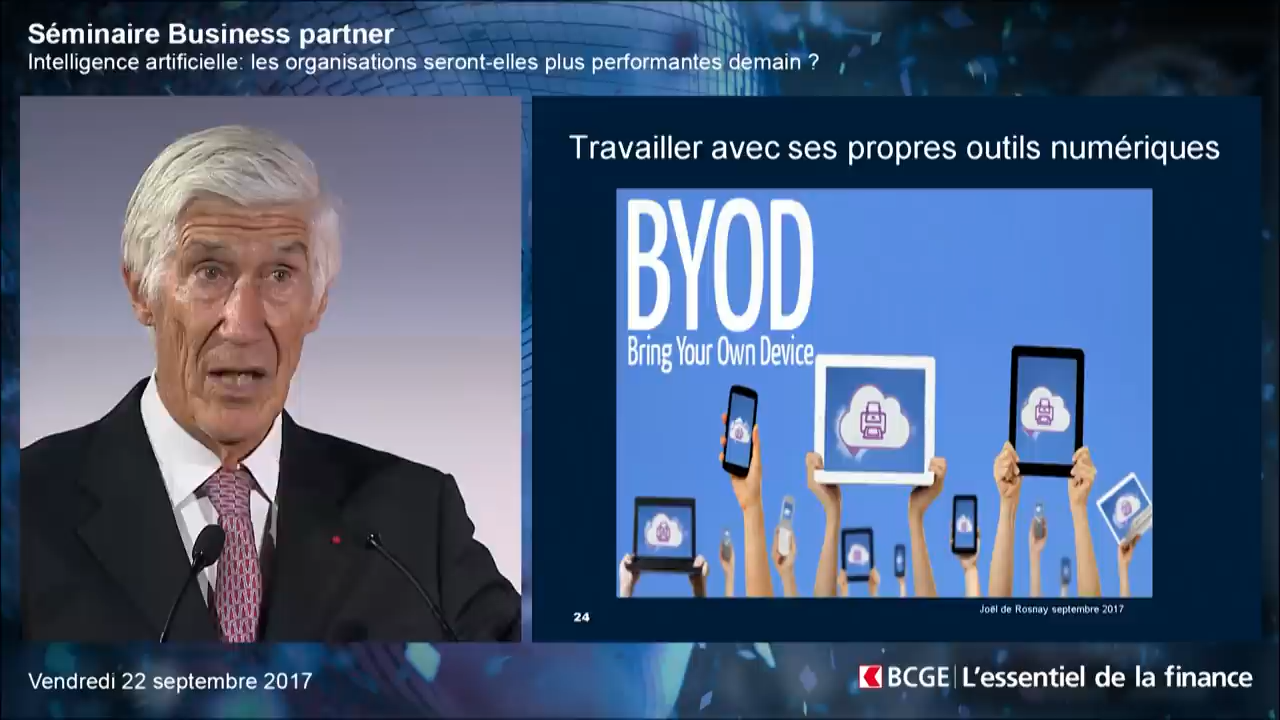 Séminaire Business partner
Intelligence artificielle: les organisations seront-elles plus performantes demain ?
Travailler avec ses propres outils numériques
BYOD
Bring Your Own Device
Joël de Rosnay septembre 2017
24
Vendredi 22 septembre 2017
BCGE L'essentiel de la finance